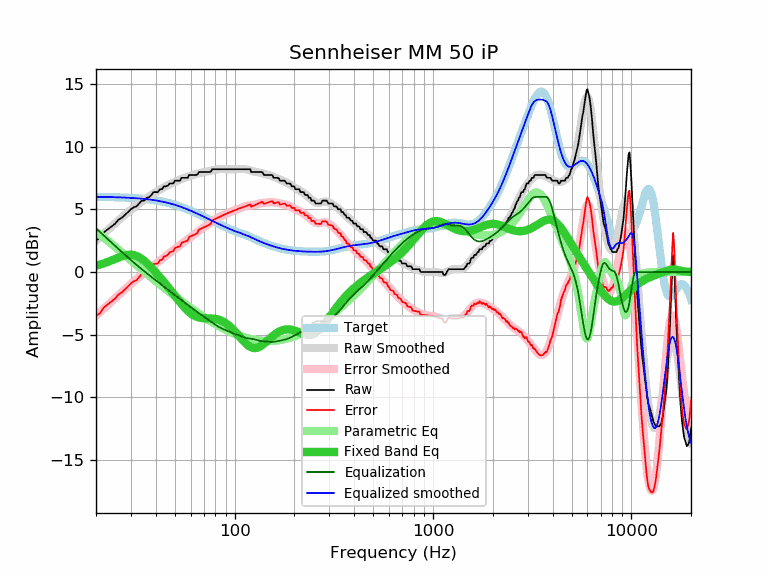 Sennheiser MM 50 iP
Amplitude (dBr)
15
10
5
0
−5
−10
−15
Target
Raw Smoothed
Error Smoothed
Raw
Error
Parametric Eq
Fixed Band Eq
Equalization
Equalized smoothed
100
1000
10000
Frequency (Hz)